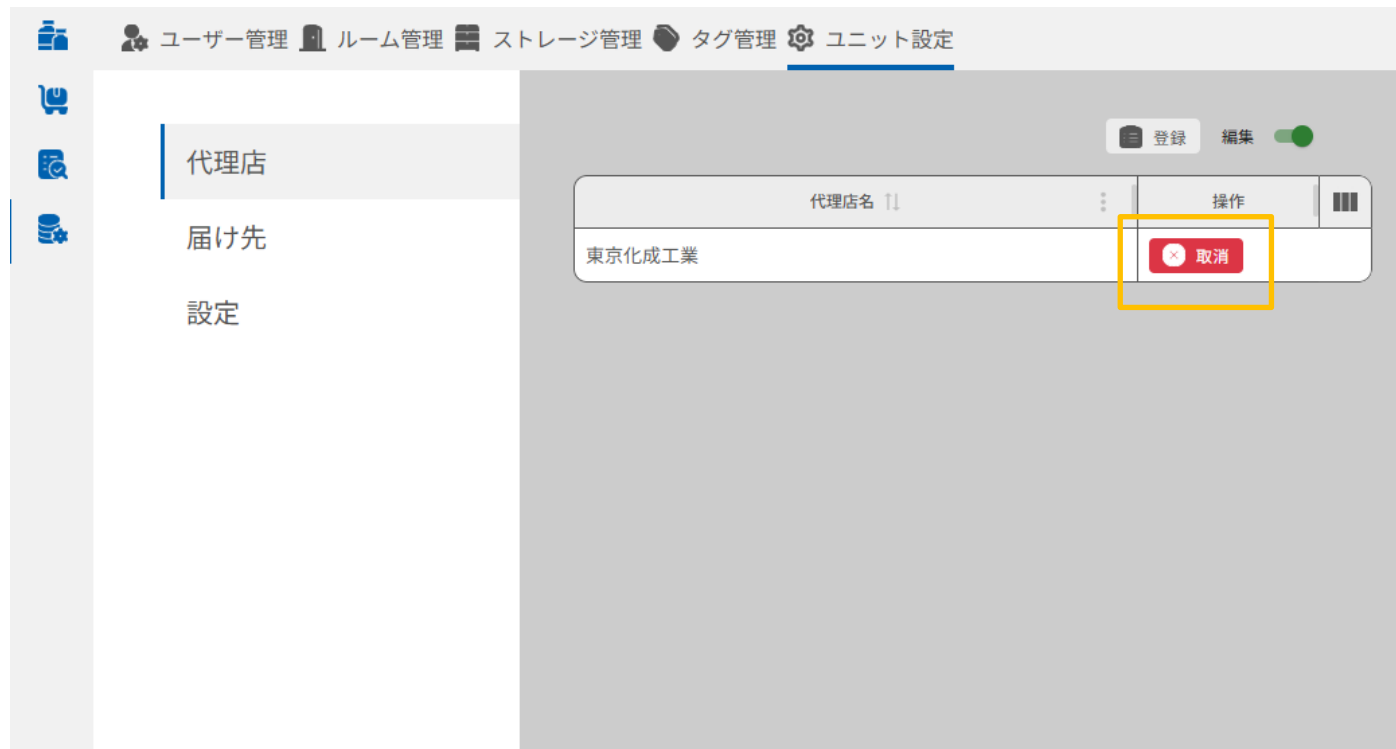 ユーザー管理 ルーム管理 ストレージ管理 タグ管理 ユニット設定
代理店
届け先
設定
登録 編集
代理店名 操作
東京化成工業 取消